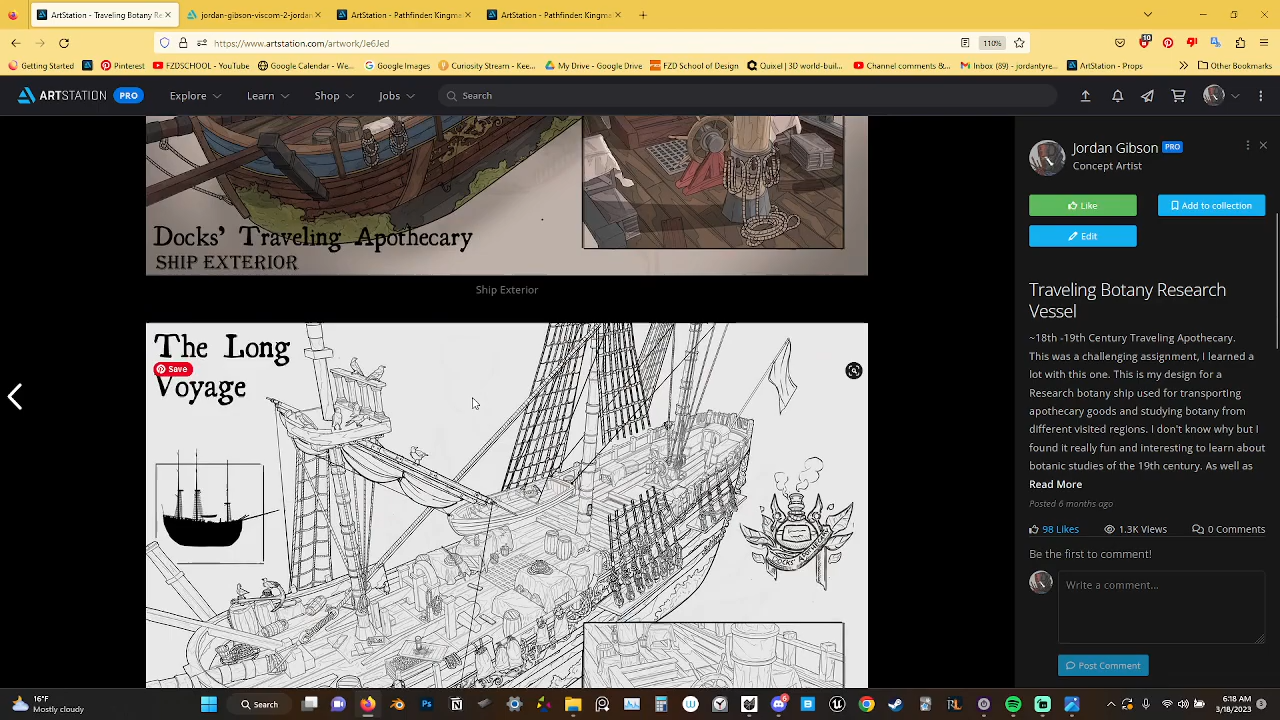 ArtStation - Traveling Botany Re
jordan-gibson-viscom-2-jordan
ArtStation - Pathfinder: Kingma
ArtStation - Pathfinder: Kingma
https://www.artstation.com/artwork/Je6Jed
110%
10
Getting Started
Pinterest
FZDSCHOOL - YouTube
Google Calendar - We...
Google Images
Curiosity Stream - Kee...
My Drive - Google Drive
FZD School of Design
Quixel | 3D world-buil...
Channel comments &...
Inbox (89) - jordantyre...
ArtStation - Props
Other Bookmarks
ARTSTATION PRO
Explore
Learn
Shop
Jobs
Search
Docks' Traveling Apothecary
SHIP EXTERIOR
Ship Exterior
The Long
Save
Voyage
Jordan Gibson PRO
Concept Artist
Like
Add to collection
Edit
Traveling Botany Research
Vessel
~18th -19th Century Traveling Apothecary.
This was a challenging assignment, I learned a
lot with this one. This is my design for a
Research botany ship used for transporting
apothecary goods and studying botany from
different visited regions. I don't know why but I
found it fun and interesting to learn about
botanic studies of the 19th century. As well as
Read More
Posted 6 months ago
98 Likes
1.3K Views
0 Comments
Be the first to comment!
Write a comment...
Post Comment
16°F
Mostly cloudy
Search
6:18 AM
3/18/2023